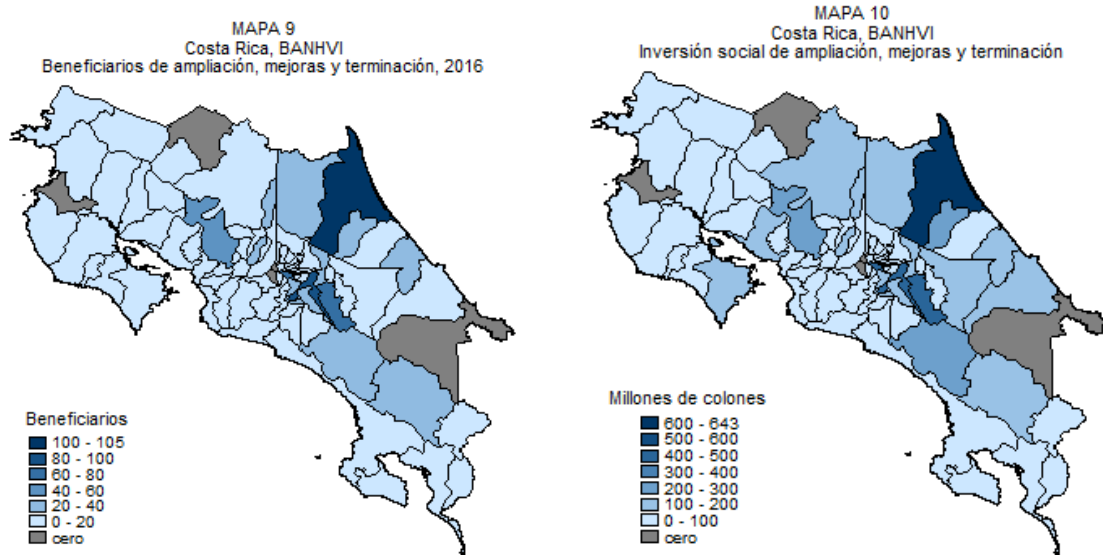 MAPA 9
Costa Rica, BANHVI
Beneficiarios de ampliación, mejoras y terminación, 2016
Beneficiarios
100 - 105
80 - 100
60 - 80
40 - 60
20 - 40
0 - 20
cero
MAPA 10
Costa Rica, BANHVI
Inversión social de ampliación, mejoras y terminación
Millones de colones
600 - 643
500 - 600
400 - 500
300 - 400
200 - 300
100 - 200
0 - 100
cero